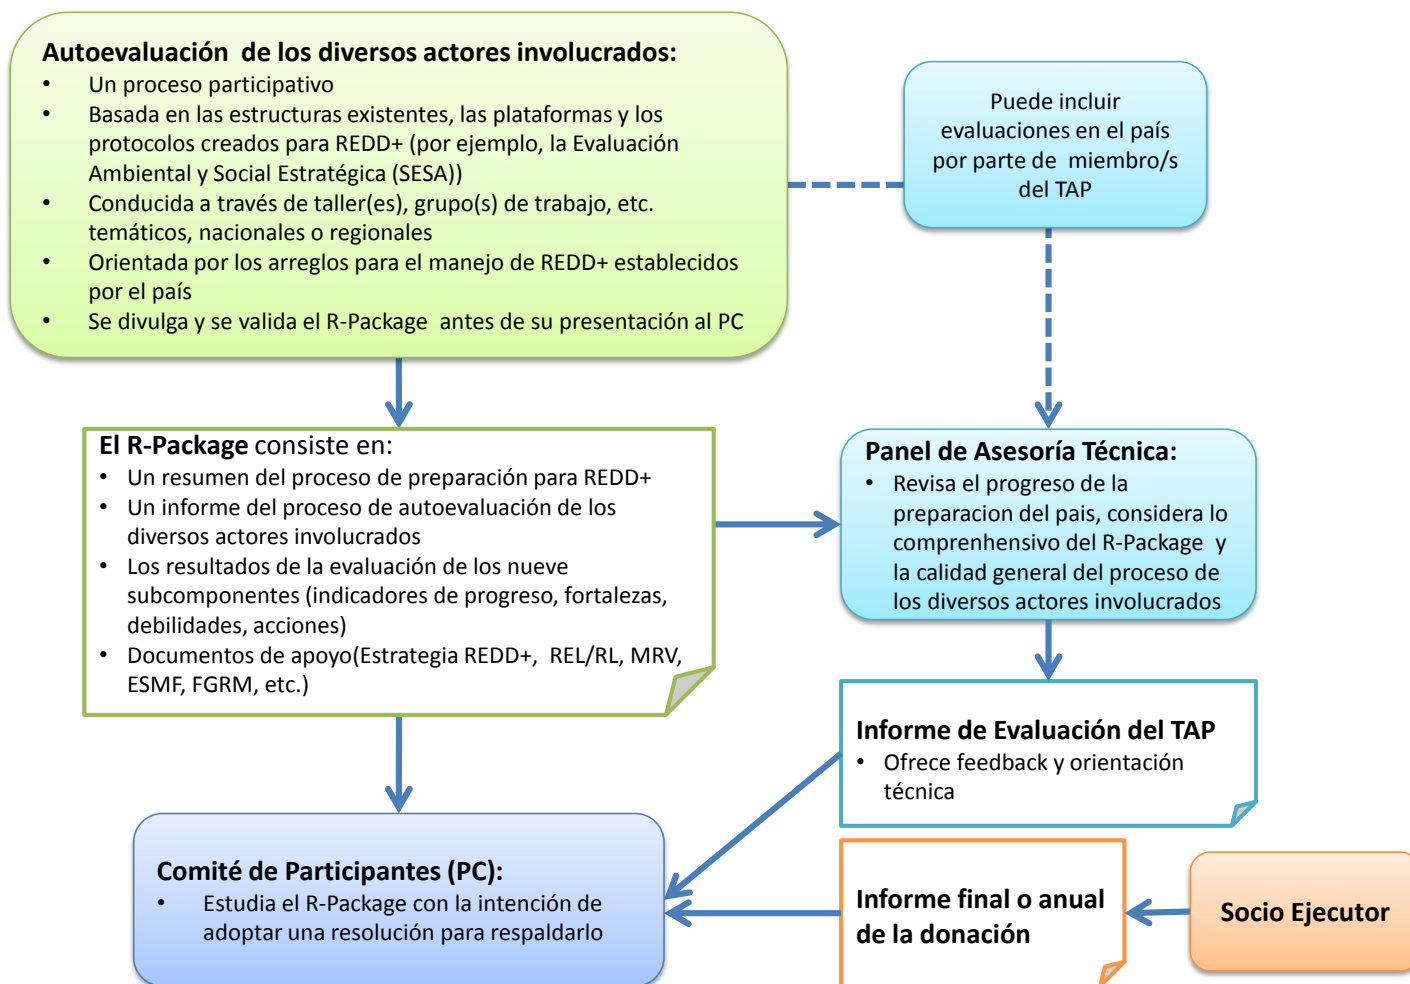 Autoevaluación de los diversos actores involucrados:
• Un proceso participativo
• Basada en las estructuras existentes, las plataformas y los
protocolos creados para REDD+ (por ejemplo, la Evaluación
Ambiental y Social Estratégica (SESA))
• Conducida a través de taller(es), grupo(s) de trabajo, etc.
temáticos, nacionales o regionales
• Orientada por los arreglos para el manejo de REDD+ establecidos
por el país
• Se divulga y se valida el R-Package antes de su presentación al PC
Puede incluir
evaluaciones en el país
por parte de miembro/s
del TAP
El R-Package consiste en:
• Un resumen del proceso de preparación para REDD+
• Un informe del proceso de autoevaluación de los
diversos actores involucrados
• Los resultados de la evaluación de los nueve
subcomponentes (indicadores de progreso, fortalezas,
debilidades, acciones)
• Documentos de apoyo(Estrategia REDD+, REL/RL, MRV,
ESMF, FGRM, etc.)
Panel de Asesoría Técnica:
• Revisa el progreso de la
preparacion del pais, considera lo
comprenhensivo del R-Package y
la calidad general del proceso de
los diversos actores involucrados
Informe de Evaluación del TAP
• Ofrece feedback y orientación
técnica
Comité de Participantes (PC):
• Estudia el R-Package con la intención de
adoptar una resolución para respaldarlo
Informe final o anual
de la donación
Socio Ejecutor